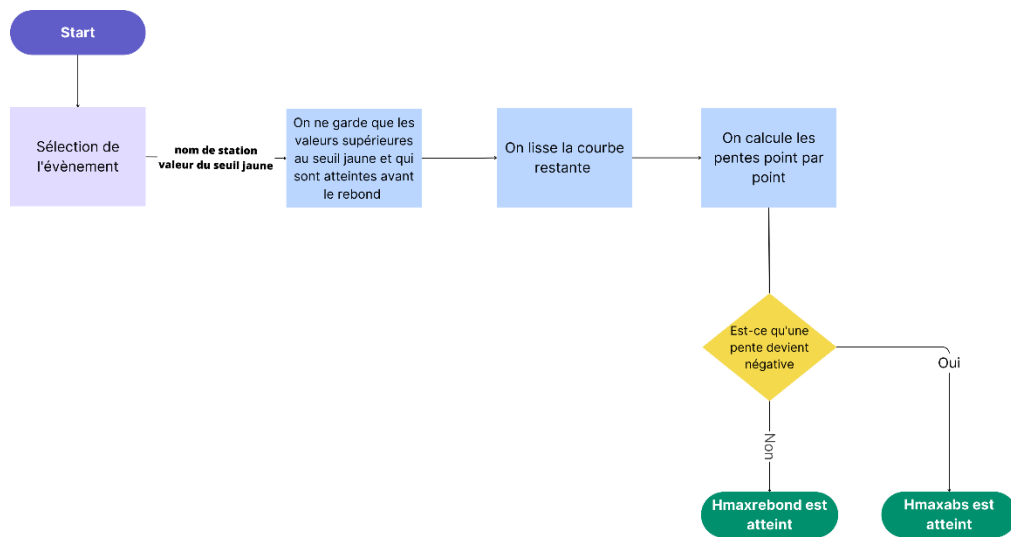 Start
Sélection de
l'évènement
nom de station
valeur du seuil jaune
On ne garde que les
valeurs supérieures
au seuil jaune et qui
sont atteintes avant
le rebond
On lisse la courbe
restante
On calcule les
pentes point par
point
Est-ce qu'une
pente devient
négative
Oui
Non
Hmaxrebond est
atteint
Hmaxabs est
atteint